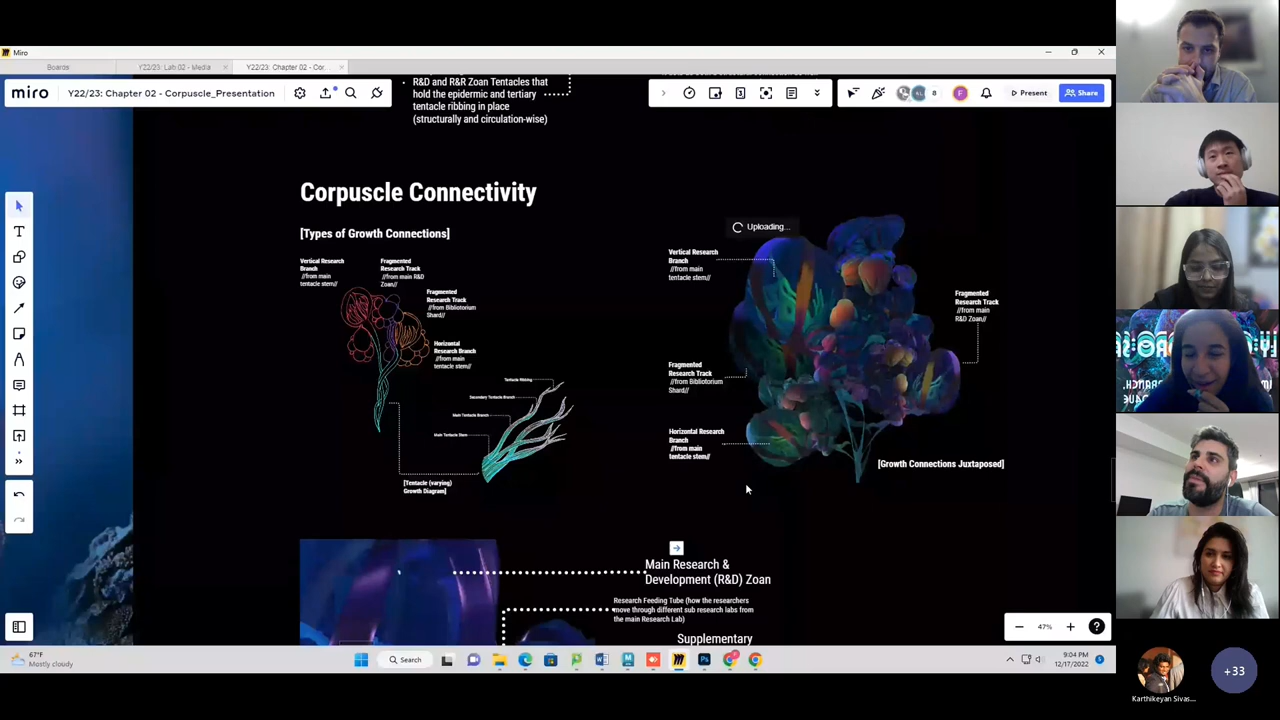 Miro
Boards
Y22/23: Lab 02 - Media
Y22/23: Chapter 02 - Cor...
miro
Y22/23: Chapter 02 - Corpuscle_Presentation
8
Present
Share
• R&D and R&R Zoan Tentacles that
hold the epidermic and tertiary
tentacle ribbing in place
(structurally and circulation-wise)
Corpuscle Connectivity
[Types of Growth Connections]
Vertical Research
Branch
//from main
tentacle stem//
Fragmented
Research Track
//from main R&D
Zoan//
Fragmented
Research Track
//from Bibliotorium
Shard//
Horizontal
Research Branch
//from main
tentacle stem//
Tentacle Ribbing
Secondary Tentacle Branch
Main Tentacle Branch
Main Tentacle Stem
[Tentacle (varying)
Growth Diagram]
Uploading...
Vertical Research
Branch
//from main
tentacle stem//
Fragmented
Research Track
//from main
R&D Zoan//
Fragmented
Research Track
//from Bibliotorium
Shard//
Horizontal Research
Branch
//from main
tentacle stem//
[Growth Connections Juxtaposed]
Main Research &
Development (R&D) Zoan
Research Feeding Tube (how the researchers
move through different sub research labs from
the main Research Lab)
Supplementary
47%
67°F
Mostly cloudy
Search
9:04 PM
12/17/2022
Karthikeyan Sivas...
+33